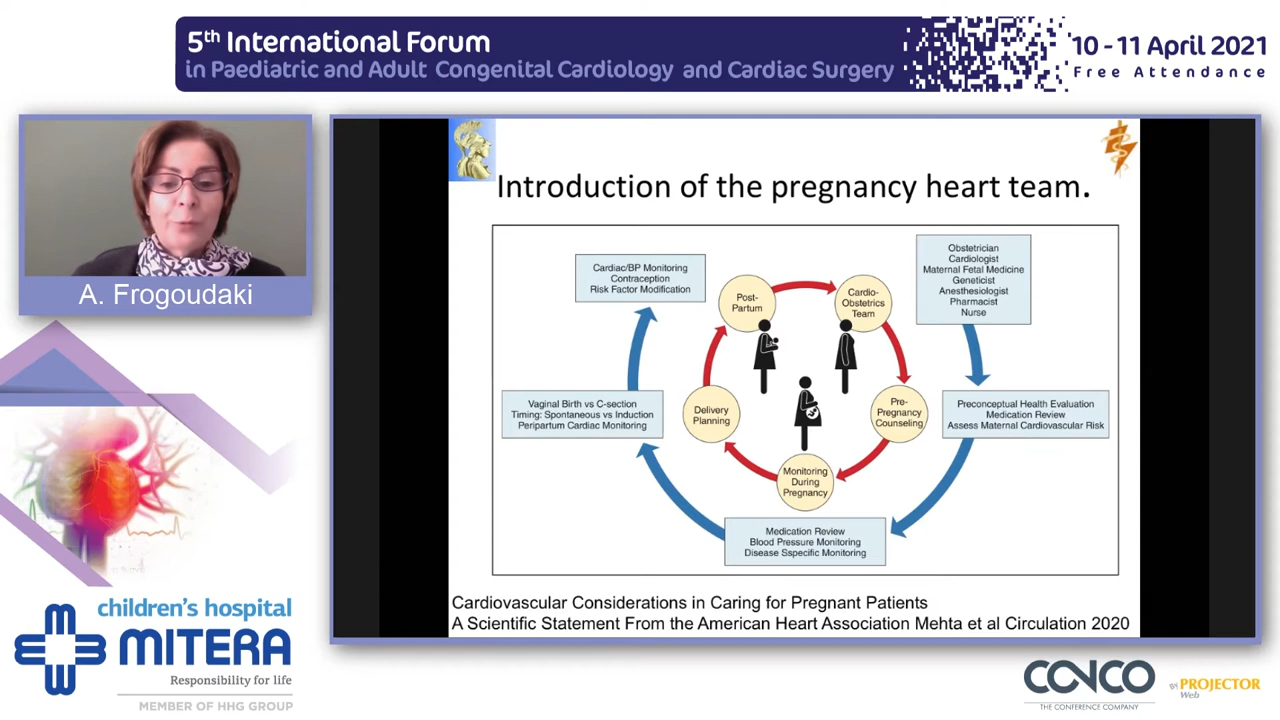 5th International Forum
in Paediatric and Adult Congenital Cardiology and Cardiac Surgery
10 - 11 April 2021
Free Attendance
A. Frogoudaki
Introduction of the pregnancy heart team.
Cardiac/BP Monitoring
Contraception
Risk Factor Modification
Post-
Partum
Cardio-
Obstetrics
Team
Obstetrician
Cardiologist
Maternal Fetal Medicine
Geneticist
Anesthesiologist
Pharmacist
Nurse
Vaginal Birth vs C-section
Timing: Spontaneous vs Induction
Peripartum Cardiac Monitoring
Delivery
Planning
Pre-
Pregnancy
Counseling
Preconceptual Health Evaluation
Medication Review
Assess Maternal Cardiovascular Risk
Monitoring
During
Pregnancy
Medication Review
Blood Pressure Monitoring
Disease Sspecific Monitoring
Cardiovascular Considerations in Caring for Pregnant Patients
A Scientific Statement From the American Heart Association Mehta et al Circulation 2020
children's hospital
MITERA
Responsibility for life
MEMBER OF HHG GROUP
CONCO
THE CONFERENCE COMPANY
PROJECTOR
Web